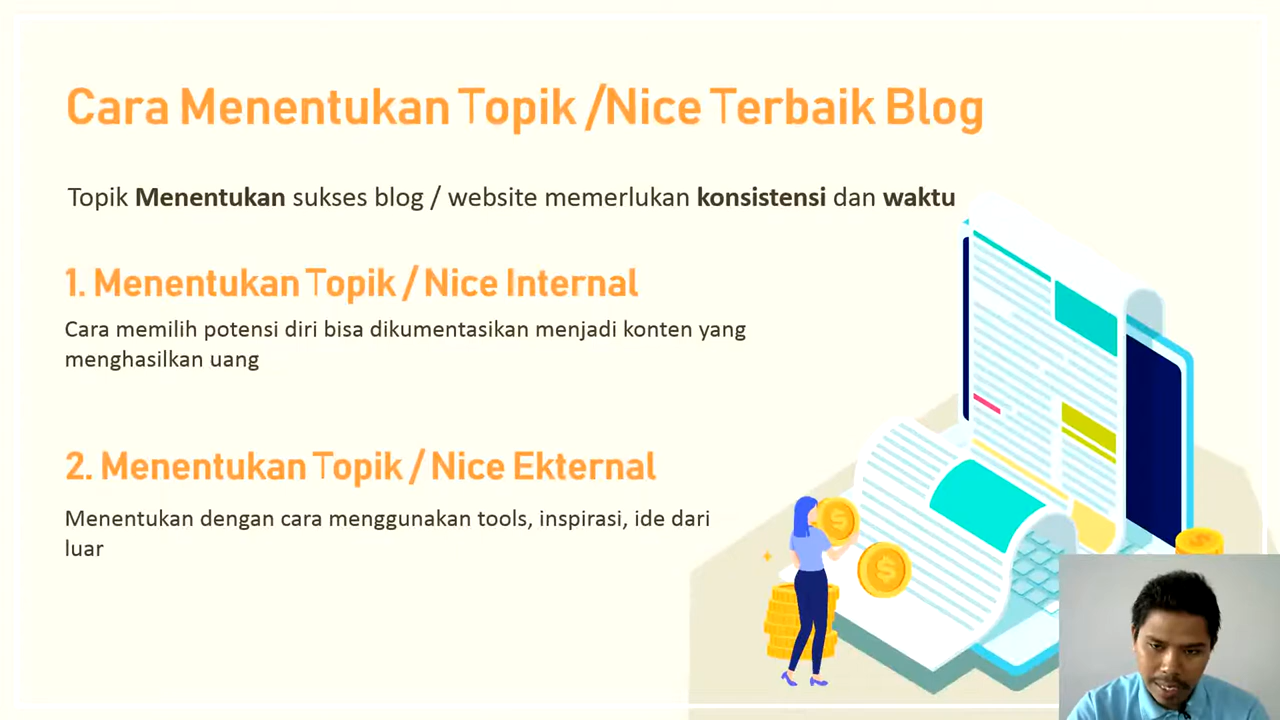 Cara Menentukan Topik /Nice Terbaik Blog
Topik Menentukan sukses blog / website memerlukan konsistensi dan waktu
1. Menentukan Topik / Nice Internal
Cara memilih potensi diri bisa dikumentasikan menjadi konten yang
menghasilkan uang
2. Menentukan Topik / Nice Ekternal
Menentukan dengan cara menggunakan tools, inspirasi, ide dari
luar